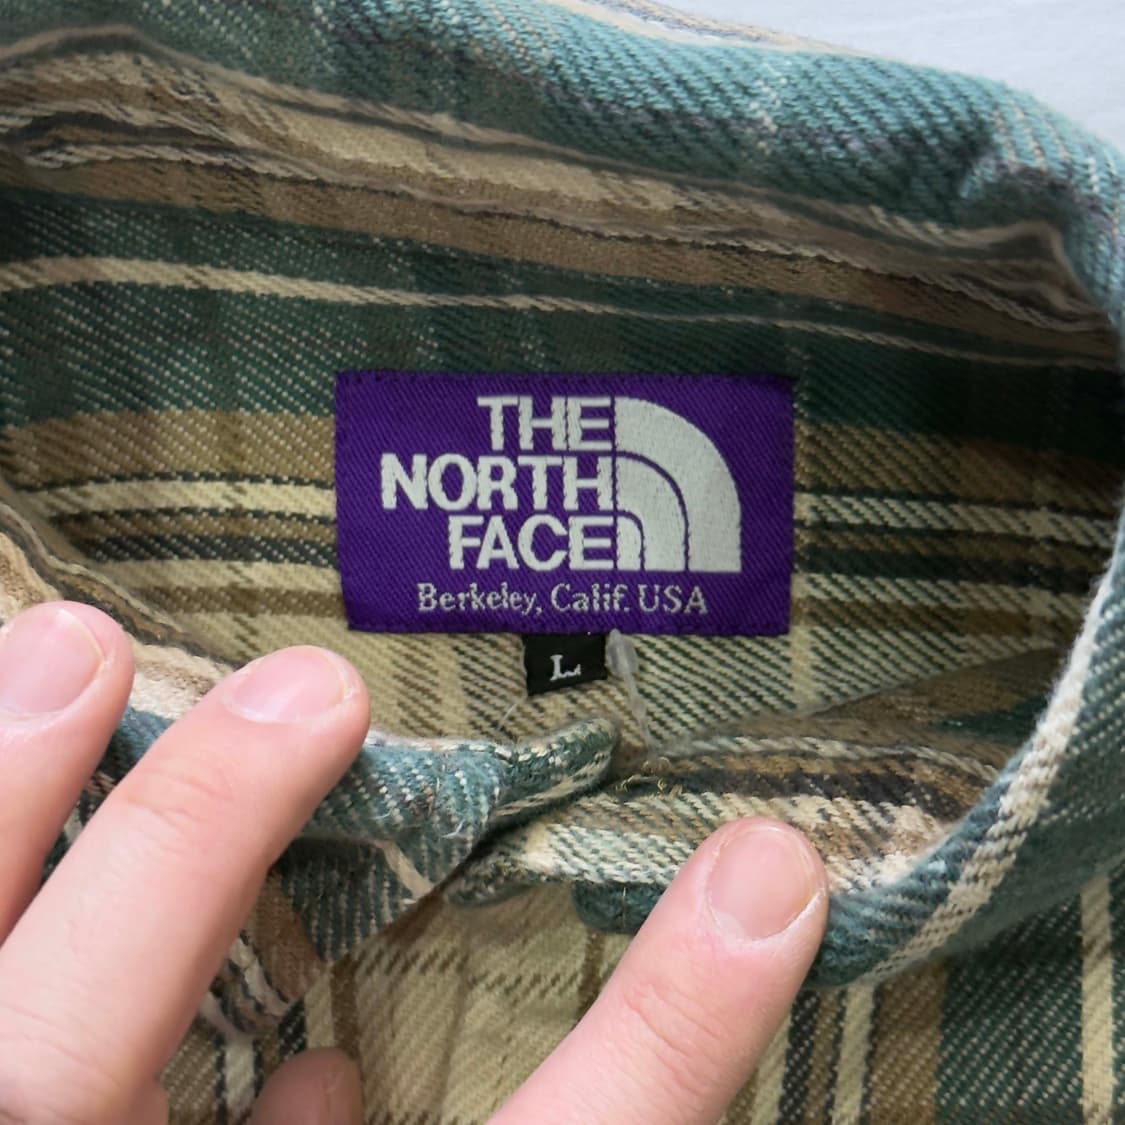 THE
NORTH
FACE
Berkeley, Calif. USA
L